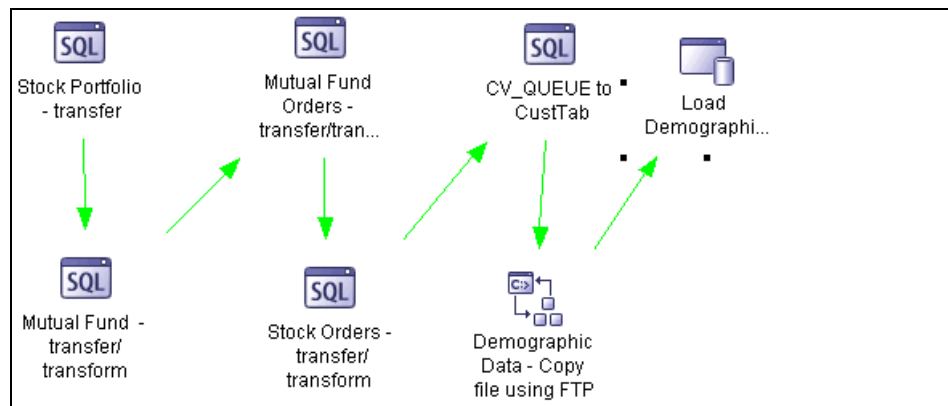 SQL
Stock Portfolio
- transfer
SQL
Mutual Fund -
transfer/
transform
SQL
Mutual Fund
Orders -
transfer/tran...
SQL
Stock Orders -
transfer/
transform
SQL
CV_QUEUE to
CustTab
C:>
Demographic
Data - Copy
file using FTP
Load
Demographi...